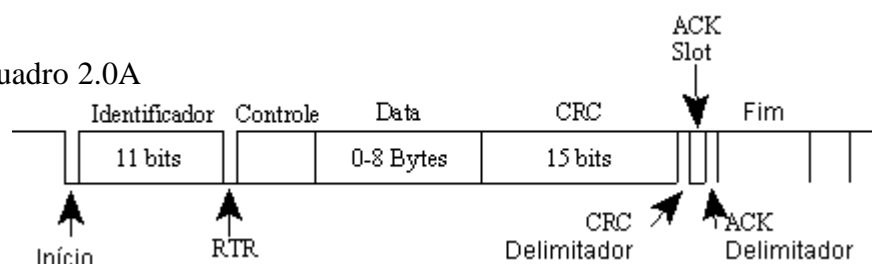 ACK
Slot
uadro 2.0A
Identificador Controle Data CRC Fim
11 bits 0-8 Bytes 15 bits
Início RTR CRC Delimitador ACK Delimitador